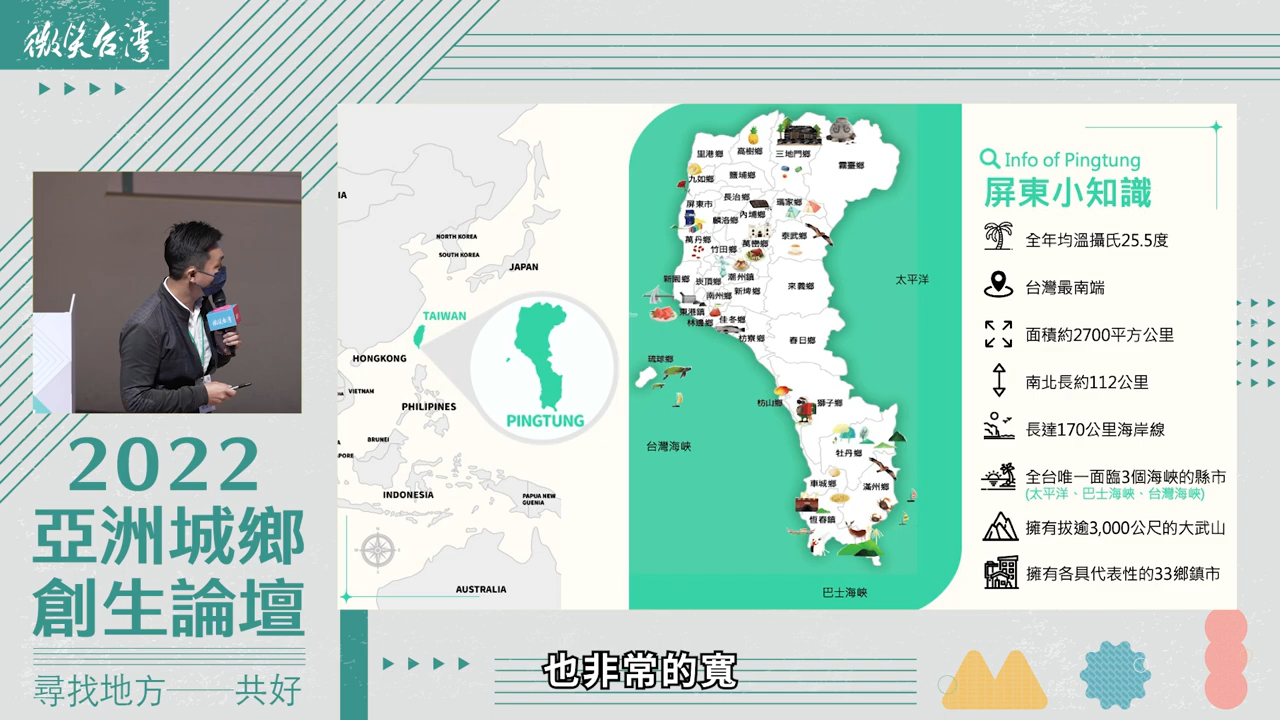 微笑台灣
2022
亞洲城鄉
創生論壇
尋找地方——共好
微笑台灣
NORTH KOREA
SOUTH KOREA
JAPAN
TAIWAN
HONGKONG
VIETNAM
PHILIPINES
BRUNEI
INDONESIA
PAPUA NEW
GUENIA
AUSTRALIA
PINGTUNG
里港鄉
高樹鄉
三地門鄉
霧臺鄉
九如鄉
鹽埔鄉
屏東市
長治鄉
瑪家鄉
麟洛鄉
內埔鄉
萬丹鄉
竹田鄉
萬巒鄉
泰武鄉
新園鄉
崁頂鄉
潮州鎮
來義鄉
南州鄉
新埤鄉
東港鎮
林邊鄉
佳冬鄉
枋寮鄉
春日鄉
琉球鄉
枋山鄉
獅子鄉
牡丹鄉
車城鄉
滿州鄉
恆春鎮
太平洋
台灣海峽
巴士海峽
Info of Pingtung
屏東小知識
全年均溫攝氏25.5度
台灣最南端
面積約2700平方公里
南北長約112公里
長達170公里海岸線
全台唯一面臨3個海峽的縣市
(太平洋、巴士海峽、台灣海峽)
擁有拔逾3,000公尺的大武山
擁有各具代表性的33鄉鎮市
也非常的寬